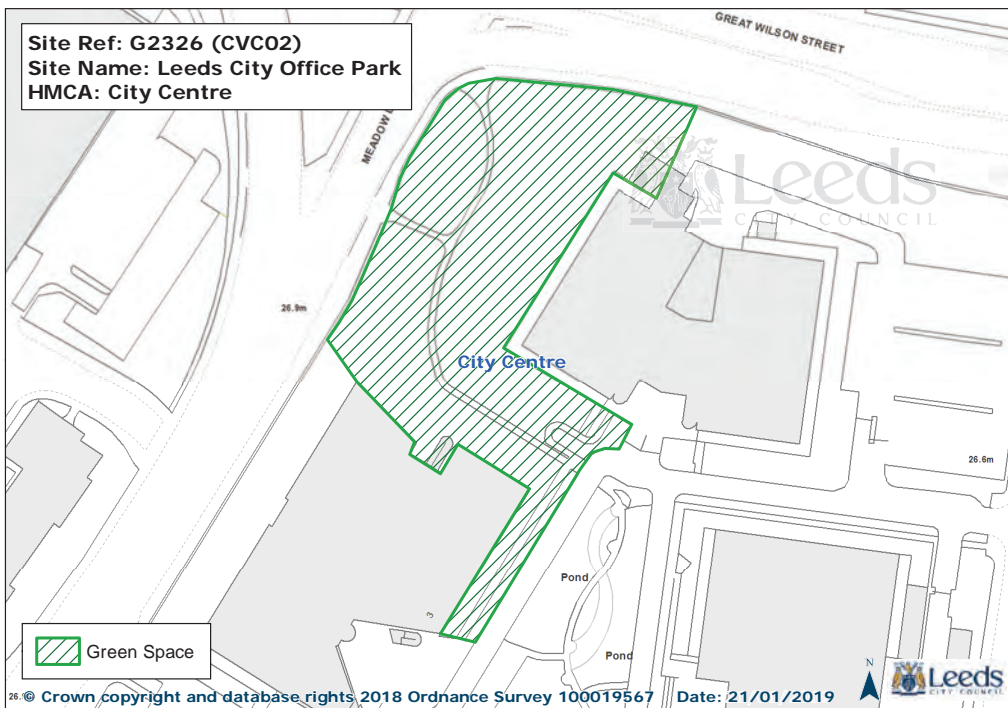 Site Ref: G2326 (CVC02)
Site Name: Leeds City Office Park
HMCA: City Centre
GREAT WILSON STREET
MEADOW
Leeds
CITY COUNCIL
26.9m
City Centre
26.6m
Pond
3
Pond
Green Space
© Crown copyright and database rights 2018 Ordnance Survey 100019567 Date: 21/01/2019
N
Leeds
CITY COUNCIL